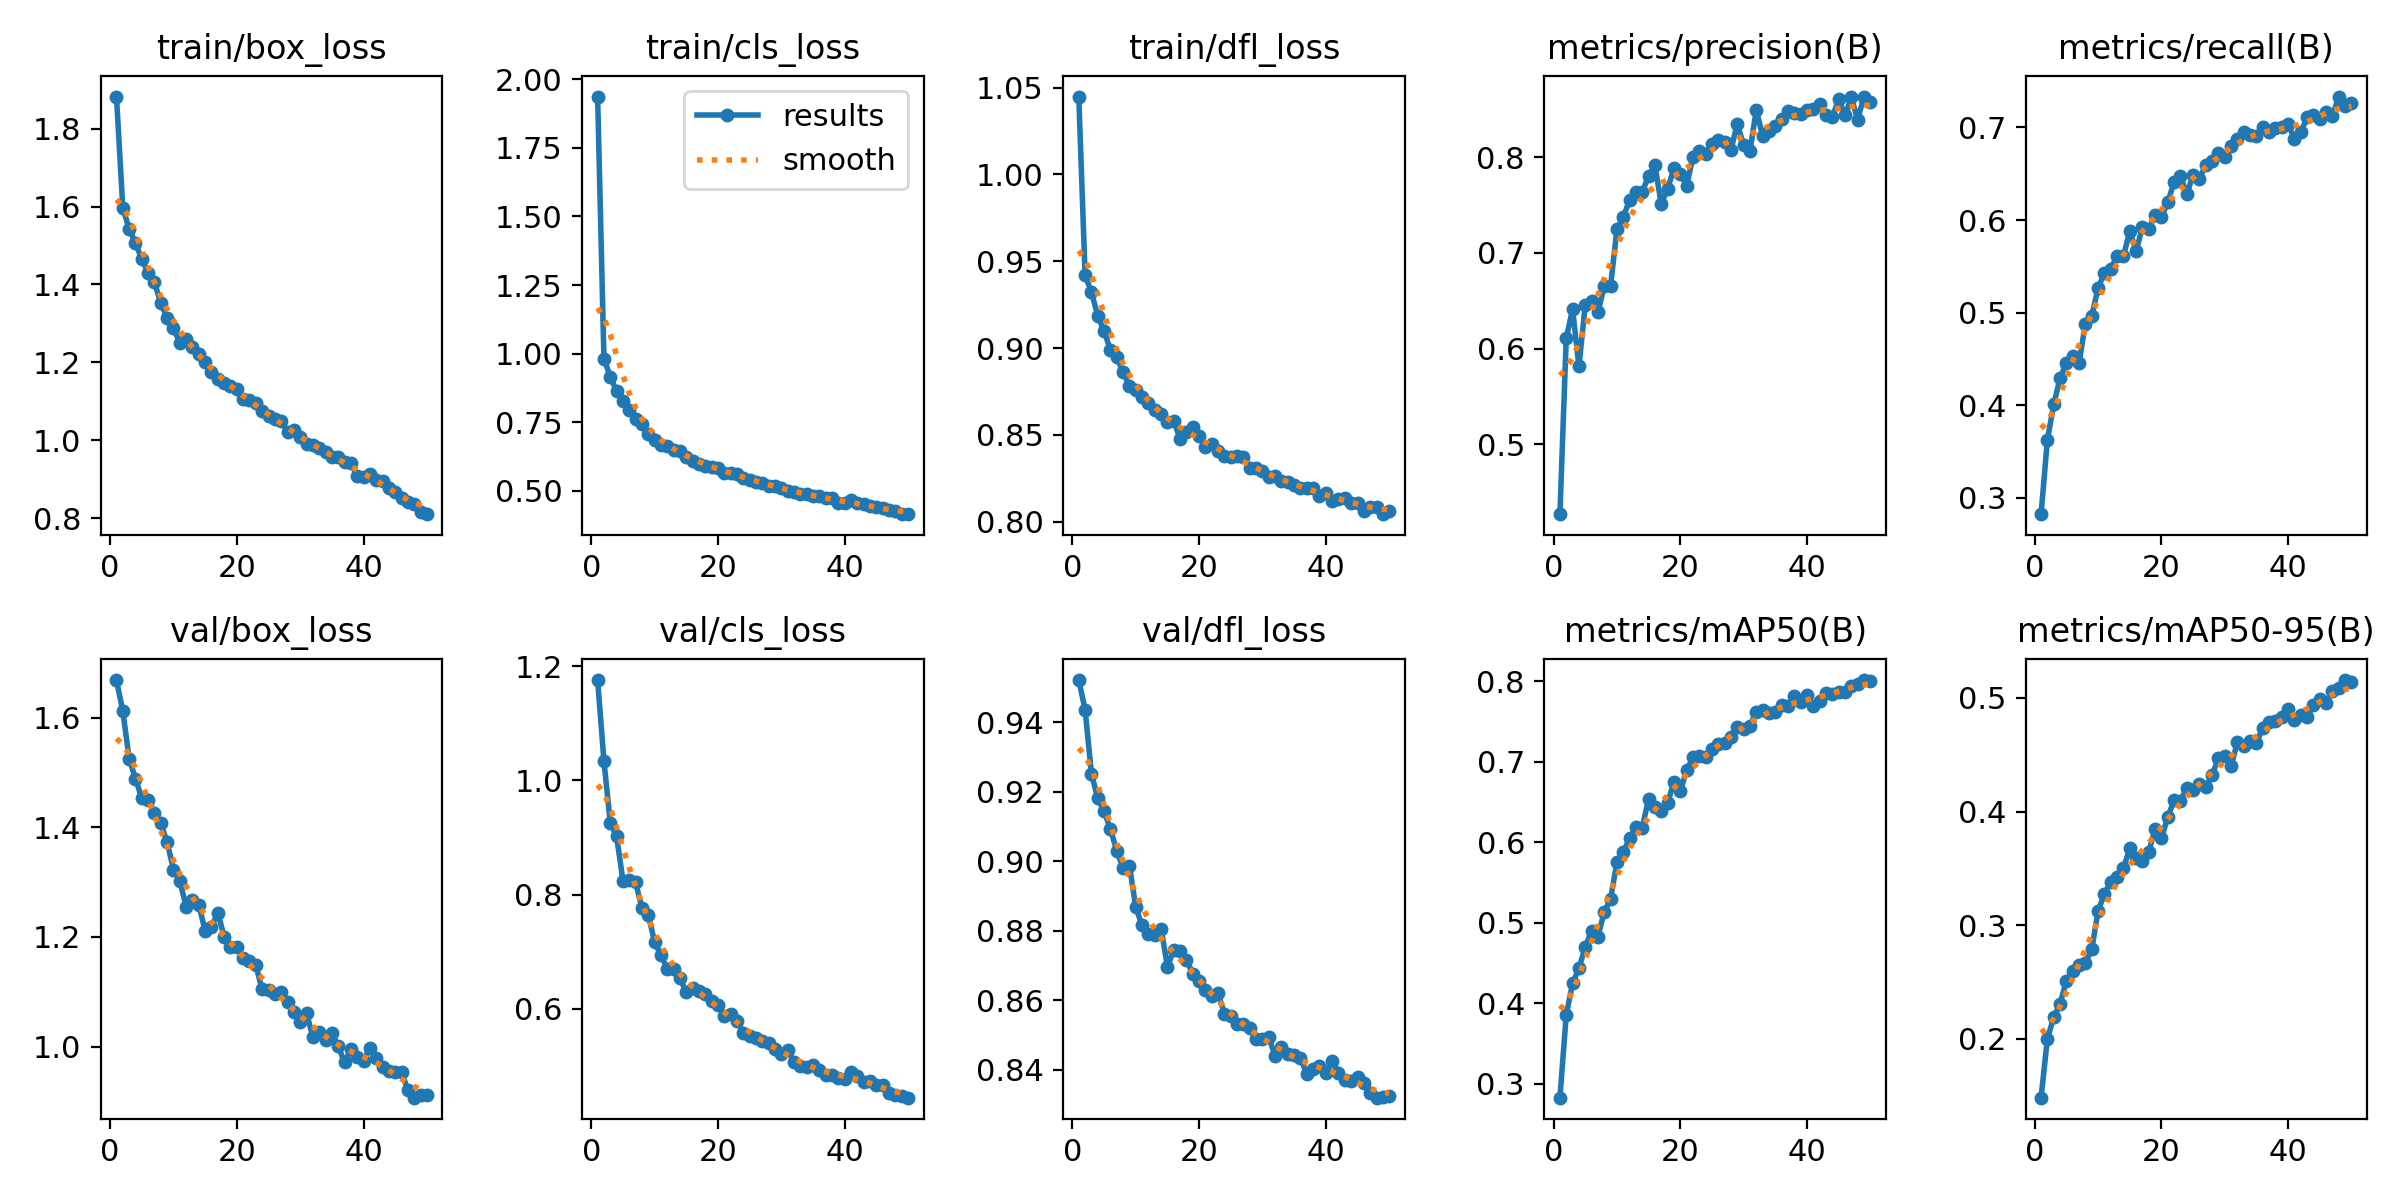 train/box_loss
1.8
1.6
1.4
1.2
1.0
0.8
0 20 40
train/cls_loss
results
smooth
2.00
1.75
1.50
1.25
1.00
0.75
0.50
0 20 40
train/dfl_loss
1.05
1.00
0.95
0.90
0.85
0.80
0 20 40
metrics/precision(B)
0.8
0.7
0.6
0.5
0 20 40
metrics/recall(B)
0.7
0.6
0.5
0.4
0.3
0 20 40
val/box_loss
1.6
1.4
1.2
1.0
0 20 40
val/cls_loss
1.2
1.0
0.8
0.6
0 20 40
val/dfl_loss
0.94
0.92
0.90
0.88
0.86
0.84
0 20 40
metrics/mAP50(B)
0.8
0.7
0.6
0.5
0.4
0.3
0 20 40
metrics/mAP50-95(B)
0.5
0.4
0.3
0.2
0 20 40